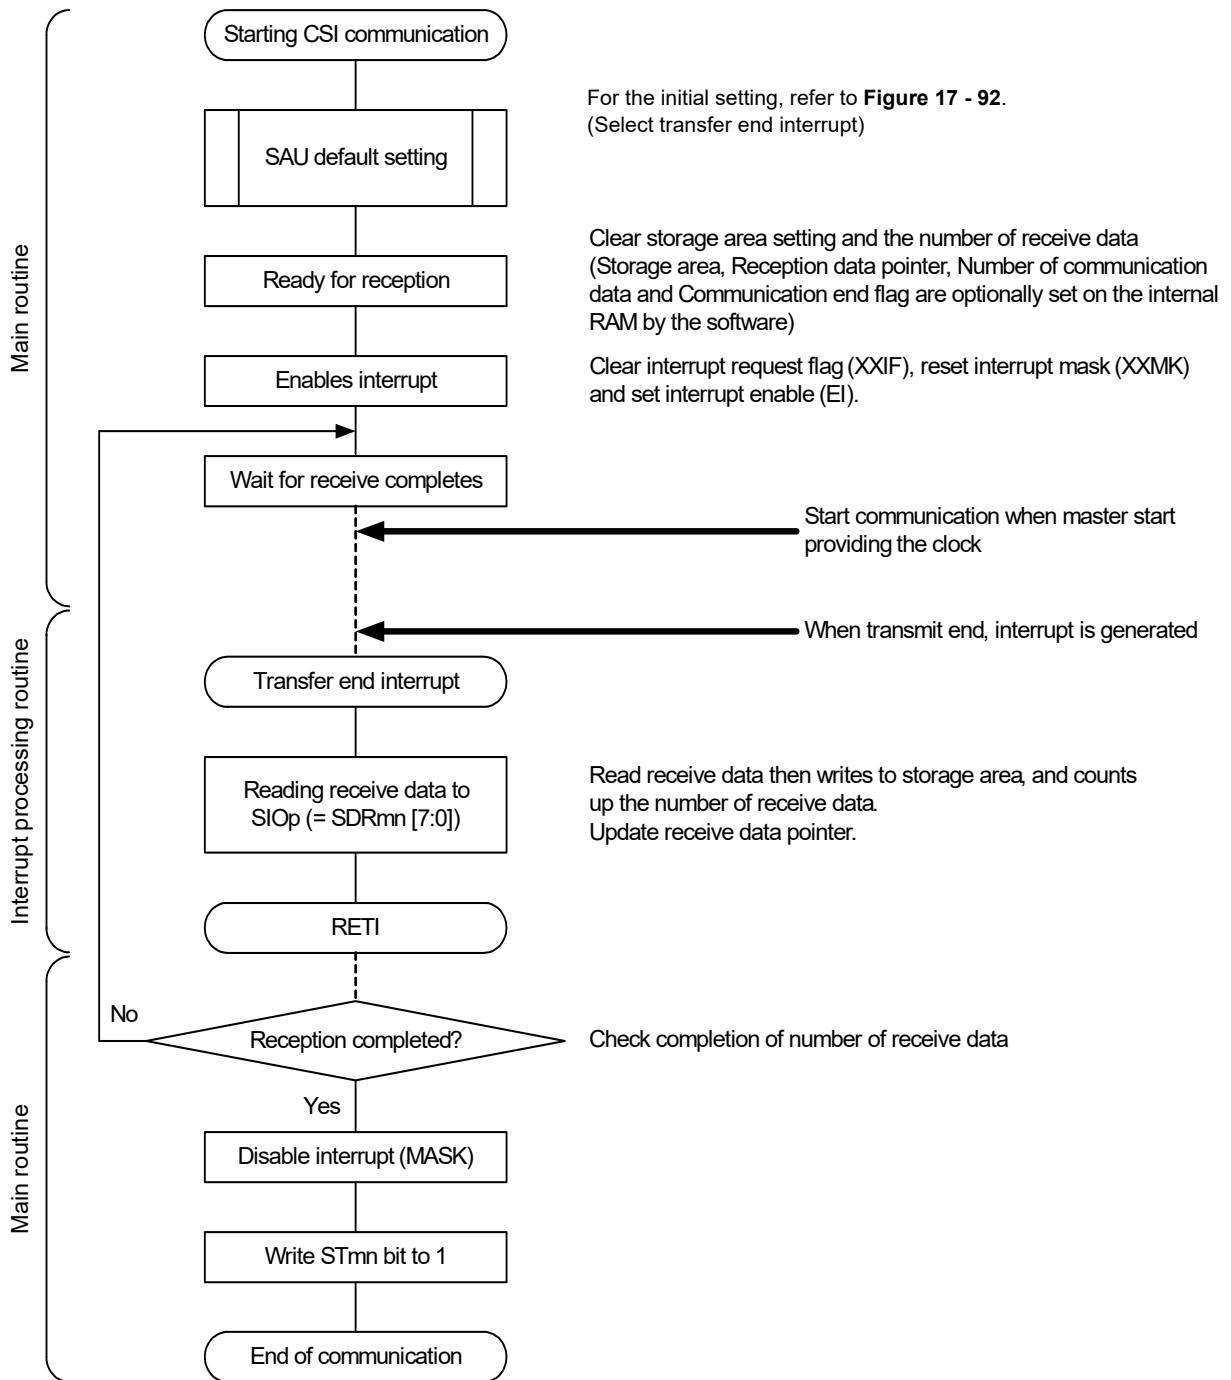 Starting CSI communication
For the initial setting, refer to Figure 17 - 92.
(Select transfer end interrupt)
SAU default setting
Main routine
Clear storage area setting and the number of receive data
(Storage area, Reception data pointer, Number of communication
data and Communication end flag are optionally set on the internal
RAM by the software)
Ready for reception
Clear interrupt request flag (XXIF), reset interrupt mask (XXMK)
and set interrupt enable (EI).
Enables interrupt
Wait for receive completes
Start communication when master start
providing the clock
When transmit end, interrupt is generated
Interrupt processing routine
Transfer end interrupt
Reading receive data to
SIOp (= SDRmn [7:0])
Read receive data then writes to storage area, and counts
up the number of receive data.
Update receive data pointer.
RETI
No
Reception completed?
Check completion of number of receive data
Yes
Main routine
Disable interrupt (MASK)
Write STmn bit to 1
End of communication